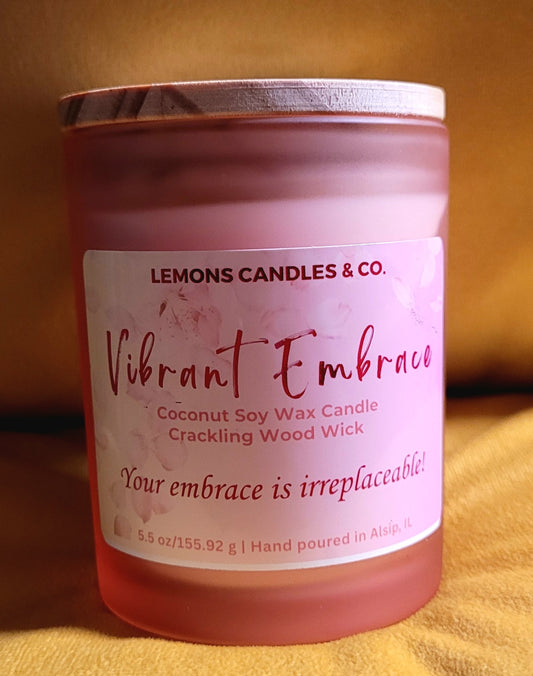 LEMONS CANDLES & CO.
Vibrant Embrace
Coconut Soy Wax Candle
Crackling Wood Wick
Your embrace is irreplaceable!
5.5 oz/155.92 g | Hand poured in Alsip, IL